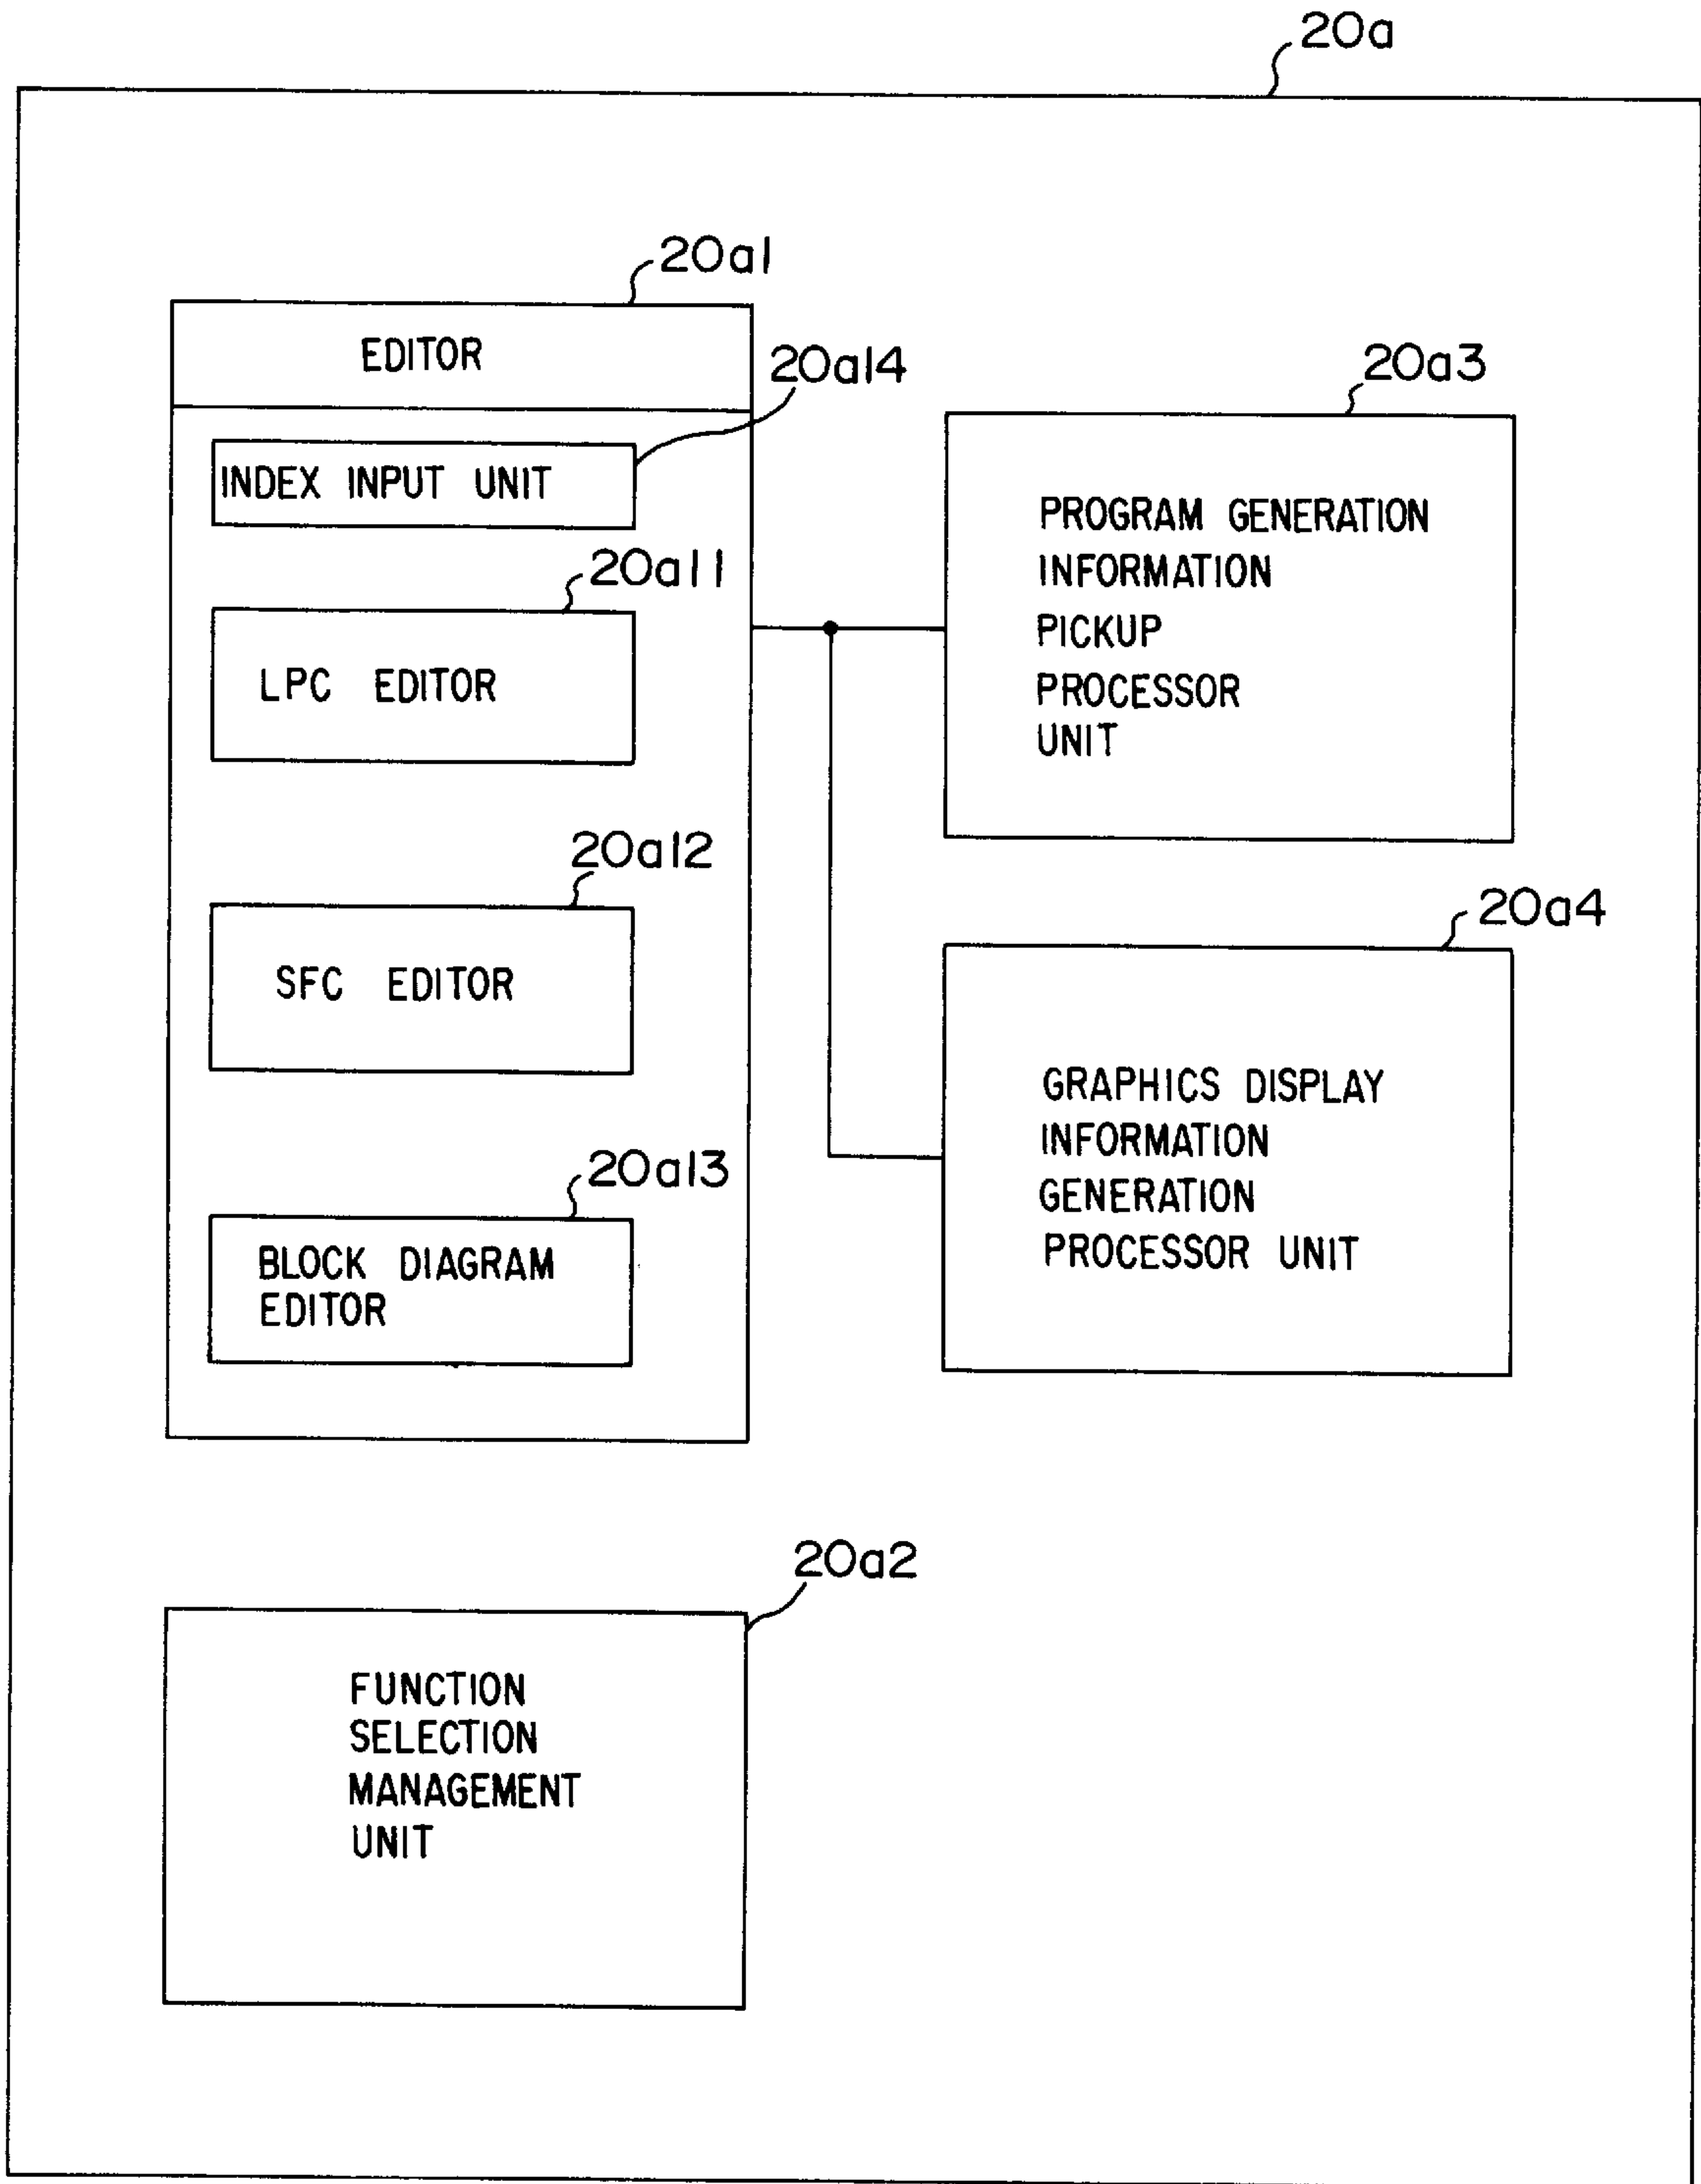 20a
20a1
EDITOR
20a14
INDEX INPUT UNIT
20a11
LPC EDITOR
20a12
SFC EDITOR
20a13
BLOCK DIAGRAM
EDITOR
20a3
PROGRAM GENERATION
INFORMATION
PICKUP
PROCESSOR
UNIT
20a4
GRAPHICS DISPLAY
INFORMATION
GENERATION
PROCESSOR UNIT
20a2
FUNCTION
SELECTION
MANAGEMENT
UNIT